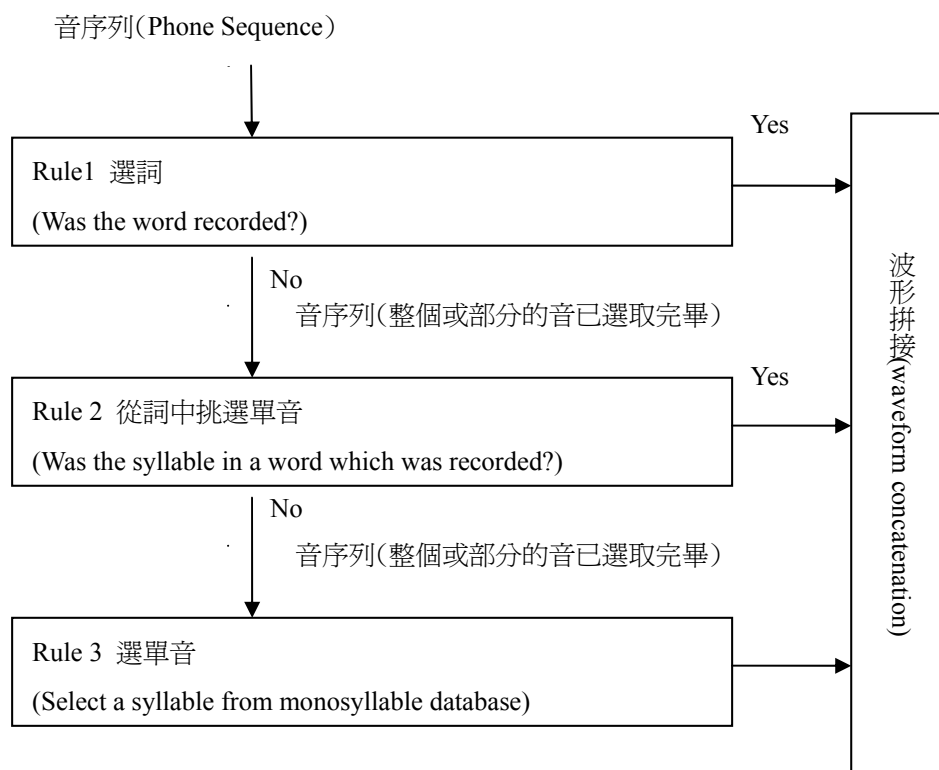 音序列(Phone Sequence)
Yes
Rule1 選詞
(Was the word recorded?)
No
音序列(整個或部分的音已選取完畢)
Yes
Rule 2 從詞中挑選單音
(Was the syllable in a word which was recorded?)
No
音序列(整個或部分的音已選取完畢)
Rule 3 選單音
(Select a syllable from monosyllable database)
波形拼接(waveform concatenation)